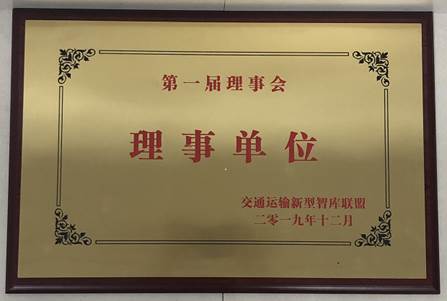 第一届理事会
理事单位
交通运输新型智库联盟
二零一九年十二月